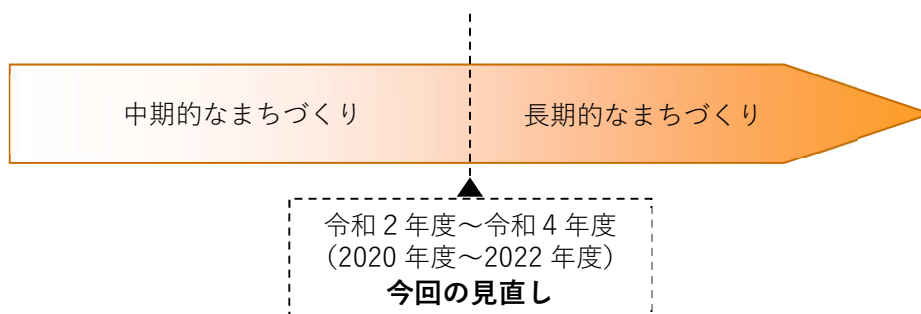 中期的なまちづくり
長期的なまちづくり
令和２年度～令和４年度
（2020 年度～2022 年度）
今回の見直し